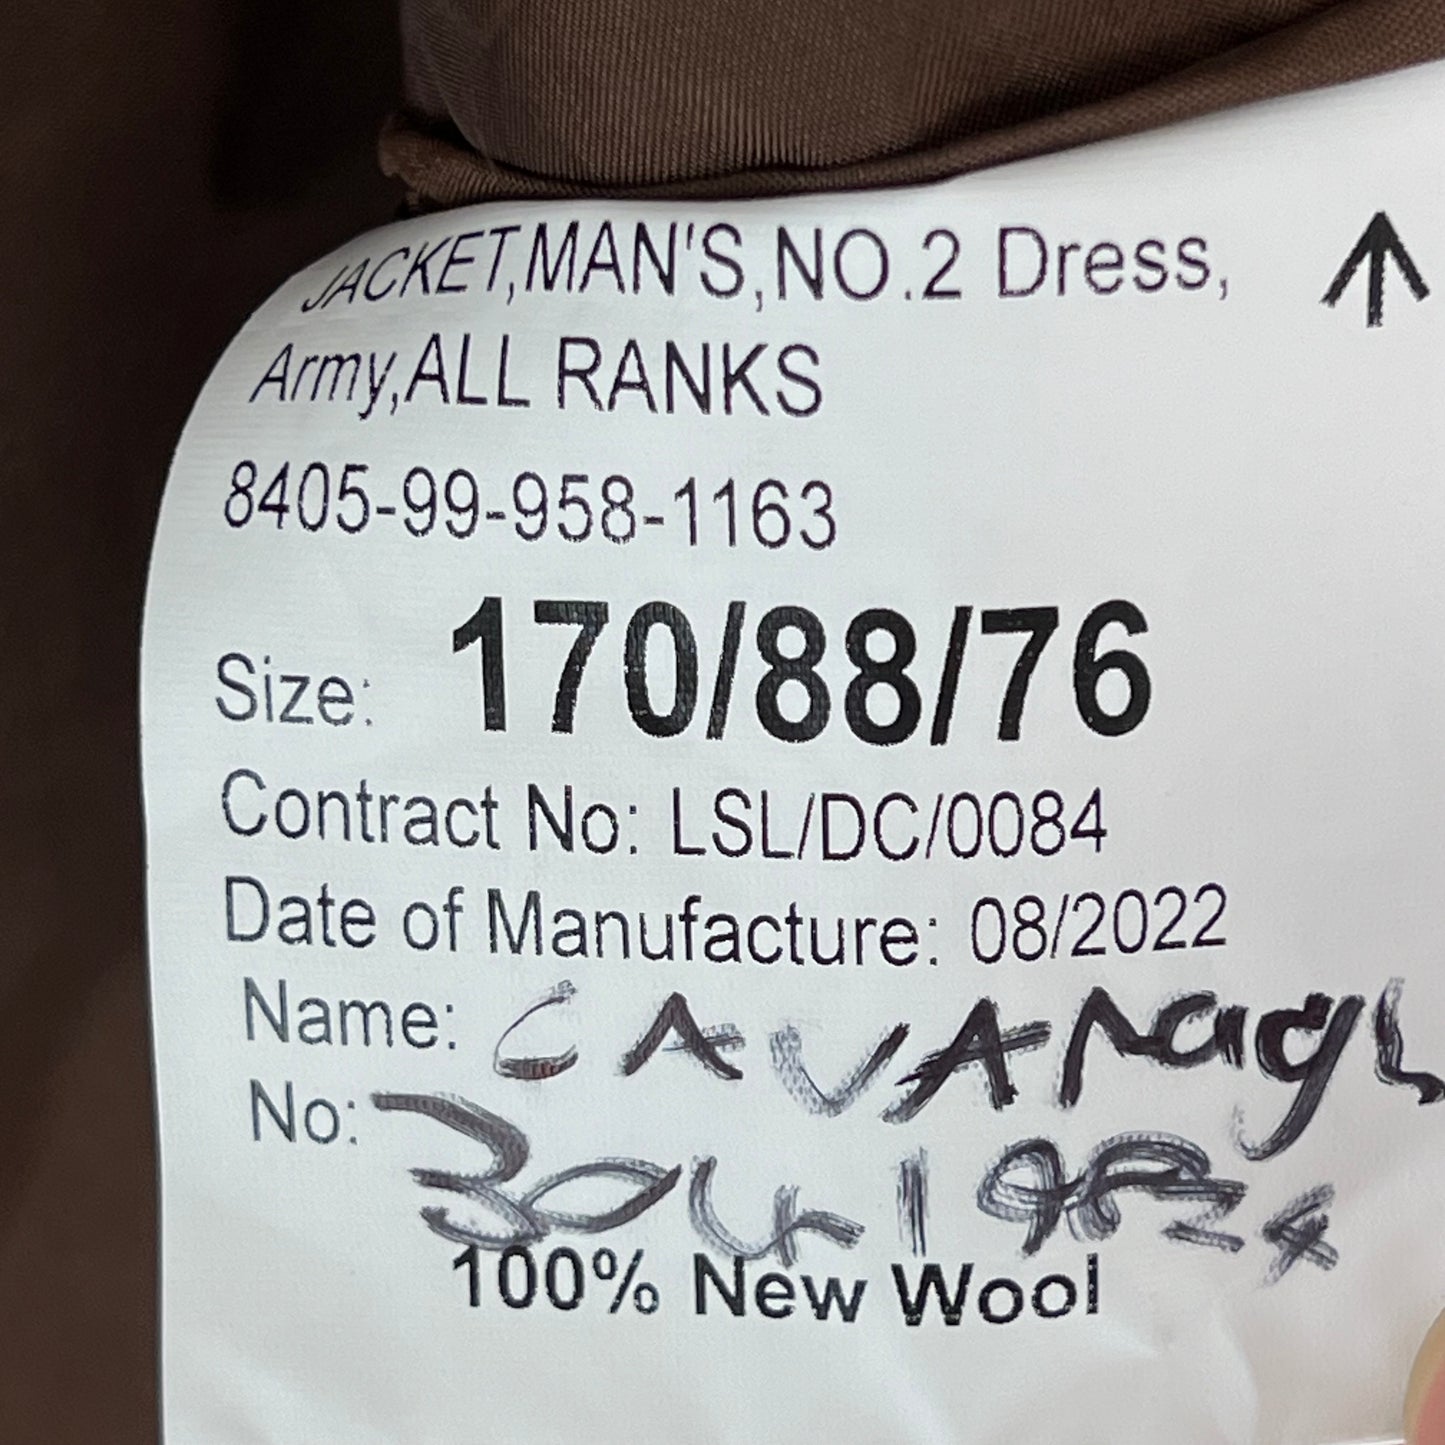 JACKET,MAN'S,NO.2 Dress,
Army,ALL RANKS
8405-99-958-1163
Size: 170/88/76
Contract No: LSL/DC/0084
Date of Manufacture: 08/2022
Name: CAVANagh
No:
100% New Wool